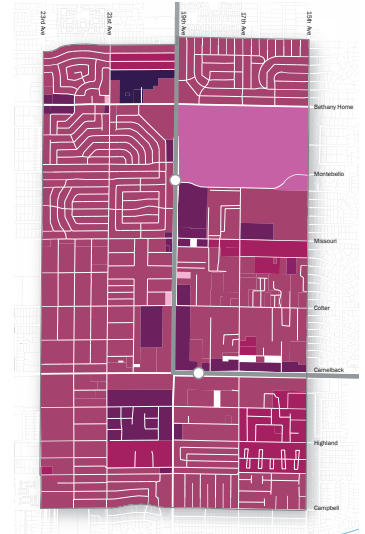 23rd Ave
21st Ave
19th Ave
17th Ave
15th Ave
Bethany Home
Montebello
Missouri
Colter
Camelback
Highland
Campbell